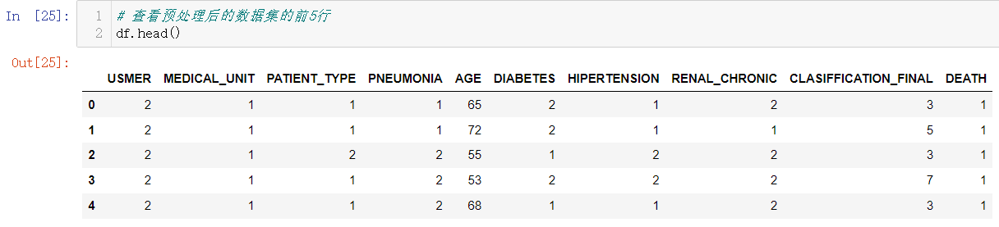 In [25]:
1 # 查看预处理后的数据集的前5行
2 df.head()
Out[25]:
USMER MEDICAL_UNIT PATIENT_TYPE PNEUMONIA AGE DIABETES HIPERTENSION RENAL_CHRONIC CLASIFFICATION_FINAL DEATH
0 2 1 1 1 65 2 1 2 3 1
1 2 1 1 1 72 2 1 1 5 1
2 2 1 2 2 55 1 2 2 3 1
3 2 1 1 2 53 2 2 2 7 1
4 2 1 1 2 68 1 1 2 3 1